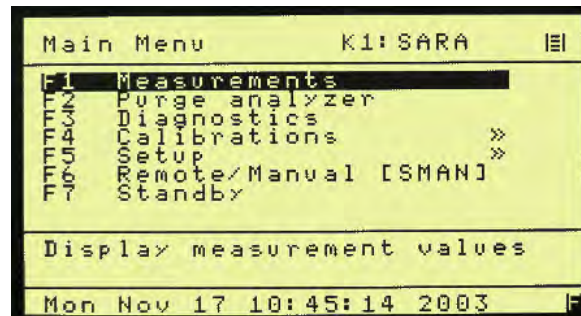 Main Menu K1:SARA
F1 Measurements
F2 Purge analyzer
F3 Diagnostics
F4 Calibrations »
F5 Setup »
F6 Remote/Manual [SMAN]
F7 Standby
Display measurement values
Mon Nov 17 10:45:14 2003 F